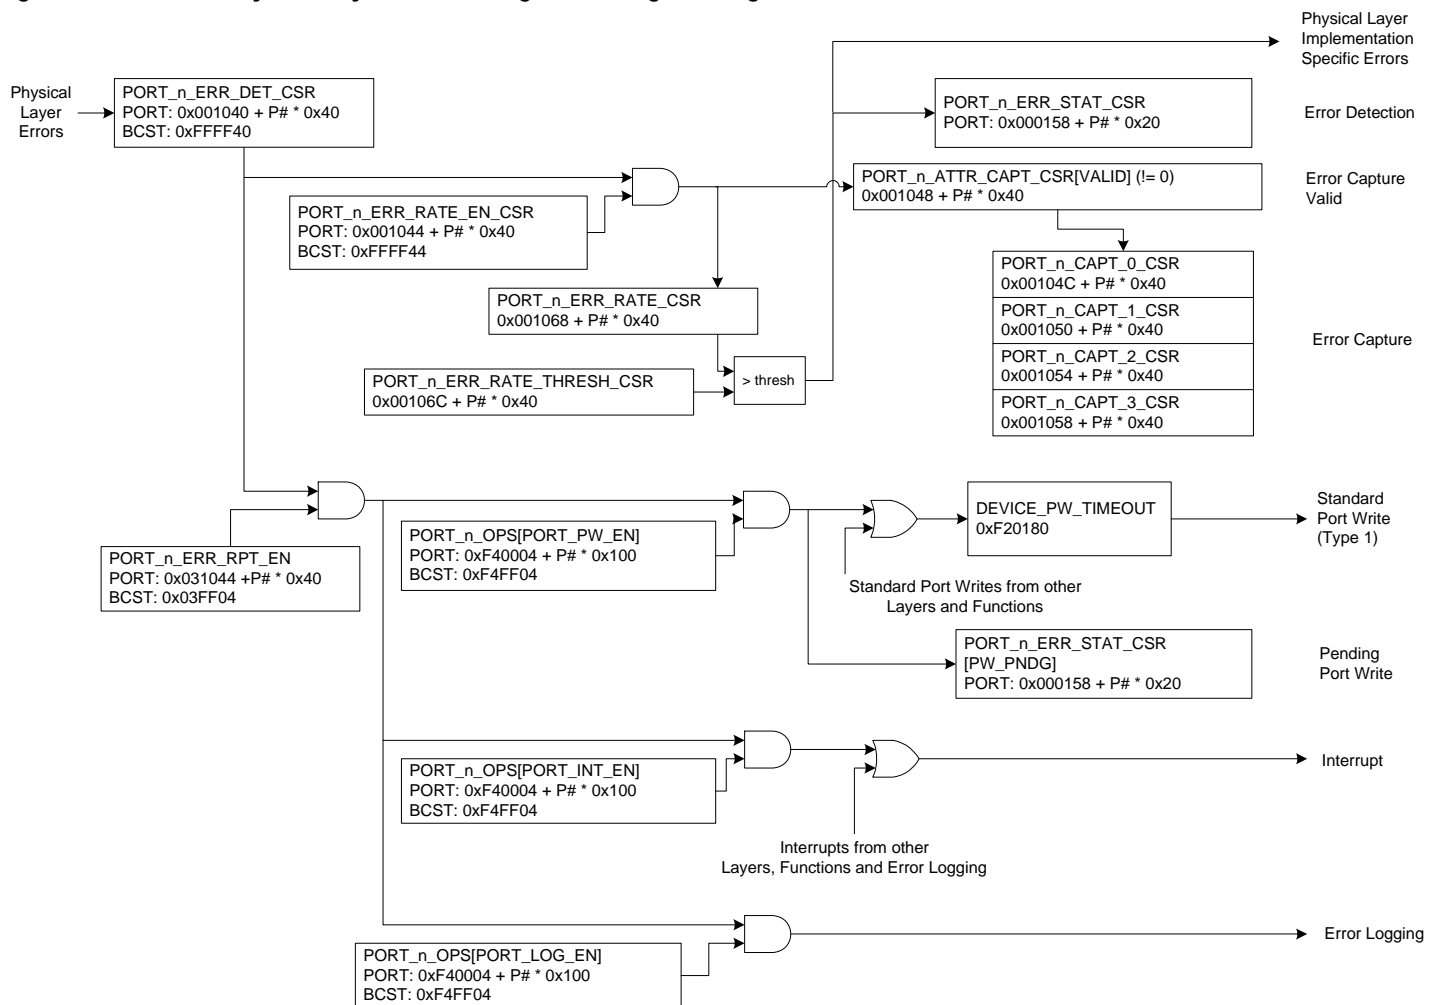 Physical Layer
Implementation
Specific Errors
Physical
Layer
Errors
PORT_n_ERR_DET_CSR
PORT: 0x001040 + P# * 0x40
BCST: 0xFFFF40
PORT_n_ERR_STAT_CSR
PORT: 0x000158 + P# * 0x20
Error Detection
PORT_n_ATTR_CAPT_CSR[VALID] (!= 0)
0x001048 + P# * 0x40
Error Capture
Valid
PORT_n_ERR_RATE_EN_CSR
PORT: 0x001044 + P# * 0x40
BCST: 0xFFFF44
PORT_n_CAPT_0_CSR
0x00104C + P# * 0x40
PORT_n_CAPT_1_CSR
0x001050 + P# * 0x40
PORT_n_CAPT_2_CSR
0x001054 + P# * 0x40
PORT_n_CAPT_3_CSR
0x001058 + P# * 0x40
Error Capture
PORT_n_ERR_RATE_CSR
0x001068 + P# * 0x40
PORT_n_ERR_RATE_THRESH_CSR
0x00106C + P# * 0x40
> thresh
PORT_n_ERR_RPT_EN
PORT: 0x031044 +P# * 0x40
BCST: 0x03FF04
PORT_n_OPS[PORT_PW_EN]
PORT: 0xF40004 + P# * 0x100
BCST: 0xF4FF04
DEVICE_PW_TIMEOUT
0xF20180
Standard
Port Write
(Type 1)
Standard Port Writes from other
Layers and Functions
PORT_n_ERR_STAT_CSR
[PW_PNDG]
PORT: 0x000158 + P# * 0x20
Pending
Port Write
PORT_n_OPS[PORT_INT_EN]
PORT: 0xF40004 + P# * 0x100
BCST: 0xF4FF04
Interrupt
Interrupts from other
Layers, Functions and Error Logging
PORT_n_OPS[PORT_LOG_EN]
PORT: 0xF40004 + P# * 0x100
BCST: 0xF4FF04
Error Logging